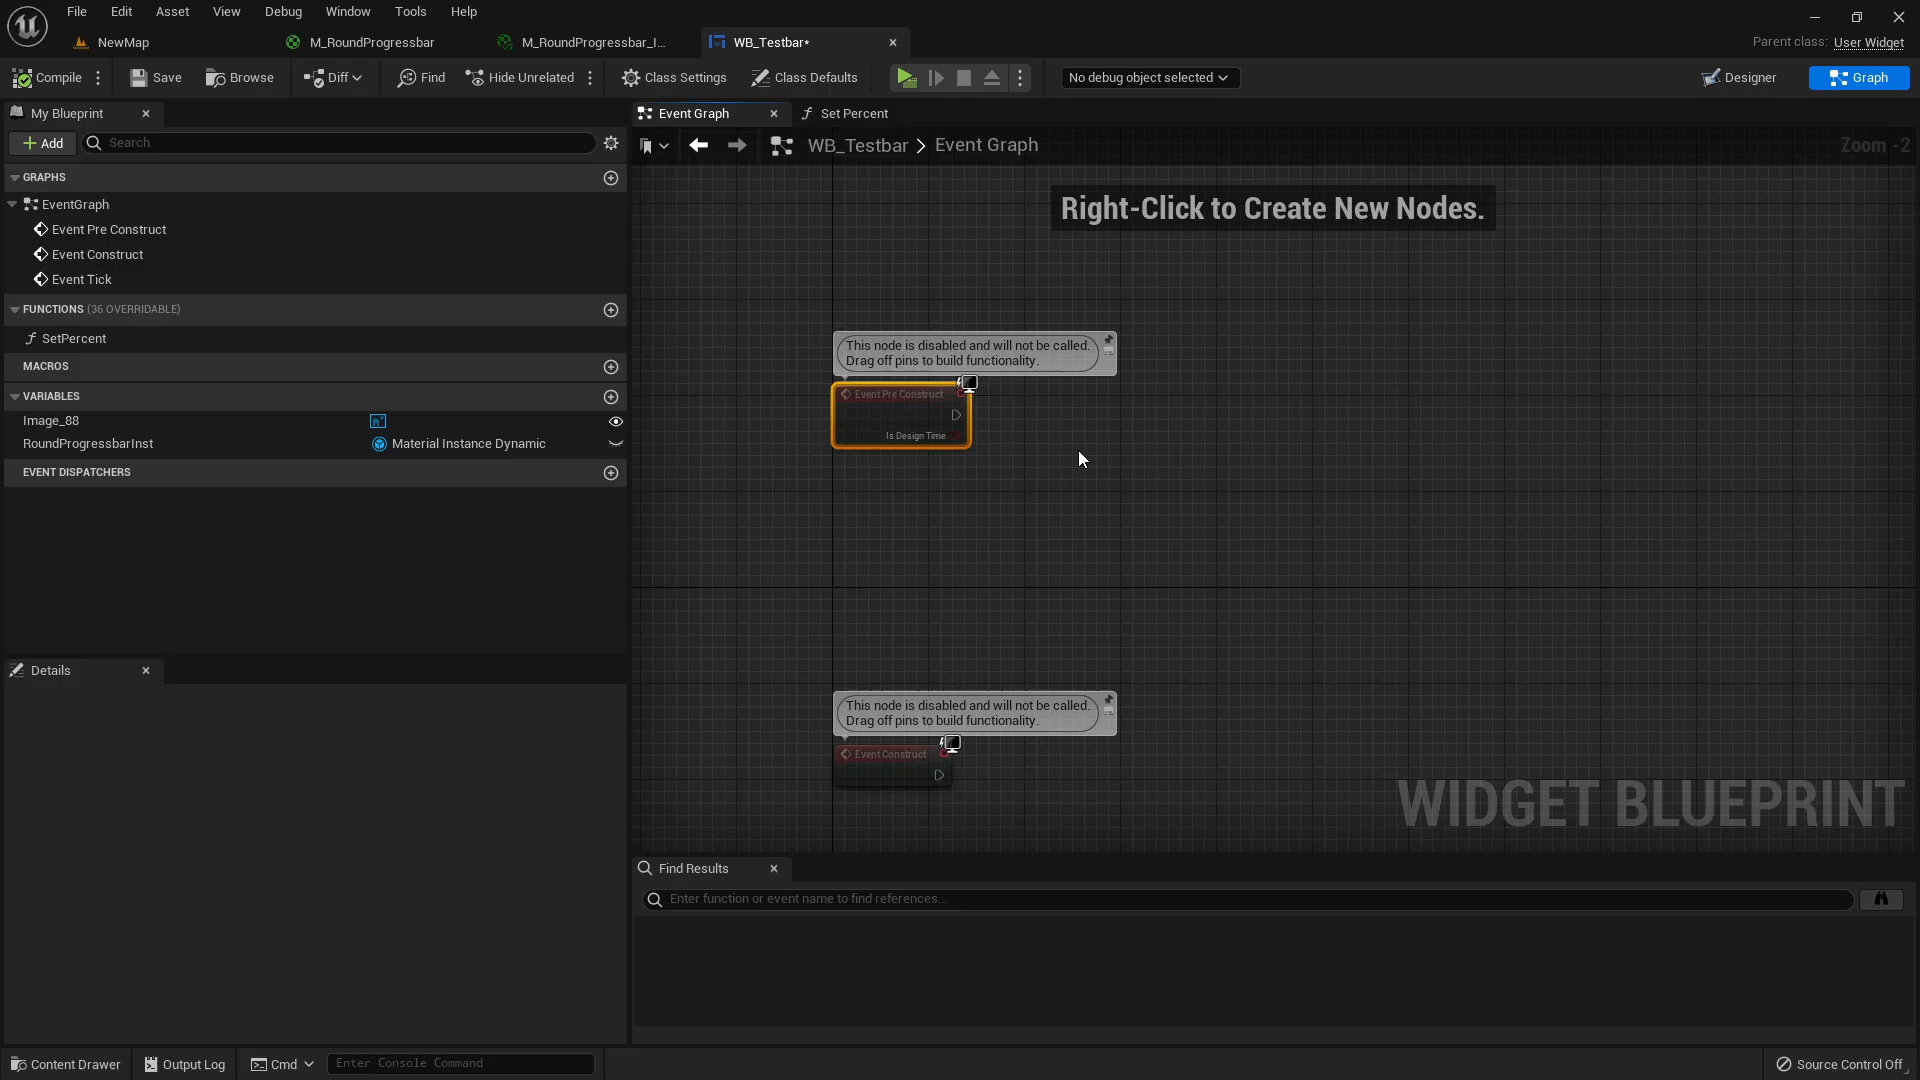 File Edit Asset View Debug Window Tools Help
NewMap M_RoundProgressbar M_RoundProgressbar_I... WB_Testbar*
Parent class: User Widget
Compile Save Browse Diff Find Hide Unrelated Class Settings Class Defaults No debug object selected Designer Graph
My Blueprint
Event Graph Set Percent
Add Search
WB_Testbar > Event Graph
Zoom -2
GRAPHS
EventGraph
Event Pre Construct
Event Construct
Event Tick
FUNCTIONS (36 OVERRIDABLE)
SetPercent
MACROS
VARIABLES
Image_88
RoundProgressbarInst Material Instance Dynamic
EVENT DISPATCHERS
Right-Click to Create New Nodes.
This node is disabled and will not be called.
Drag off pins to build functionality.
Event Pre Construct
Is Design Time
This node is disabled and will not be called.
Drag off pins to build functionality.
Event Construct
WIDGET BLUEPRINT
Details
Find Results
Enter function or event name to find references...
Content Drawer Output Log Cmd Enter Console Command Source Control Off